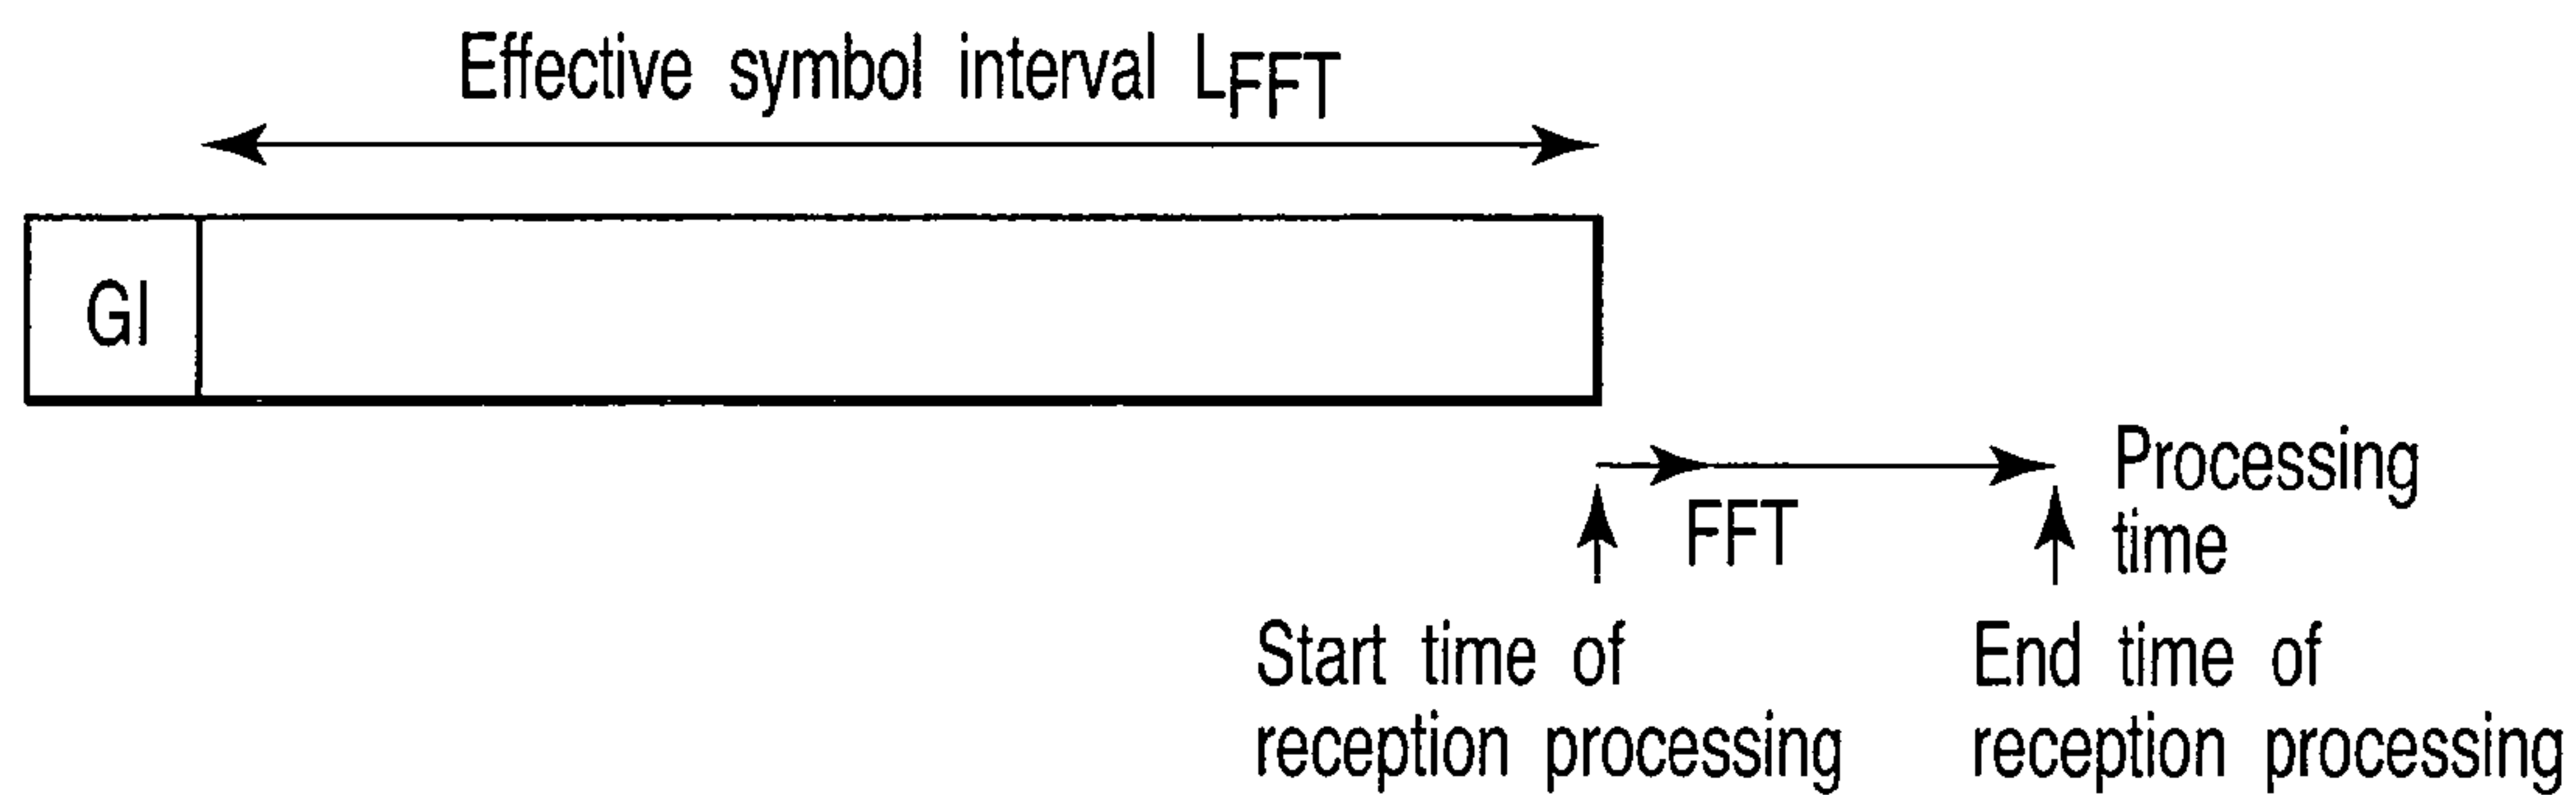 Effective symbol interval LFFT
GI
Processing
time
FFT
Start time of
reception processing
End time of
reception processing